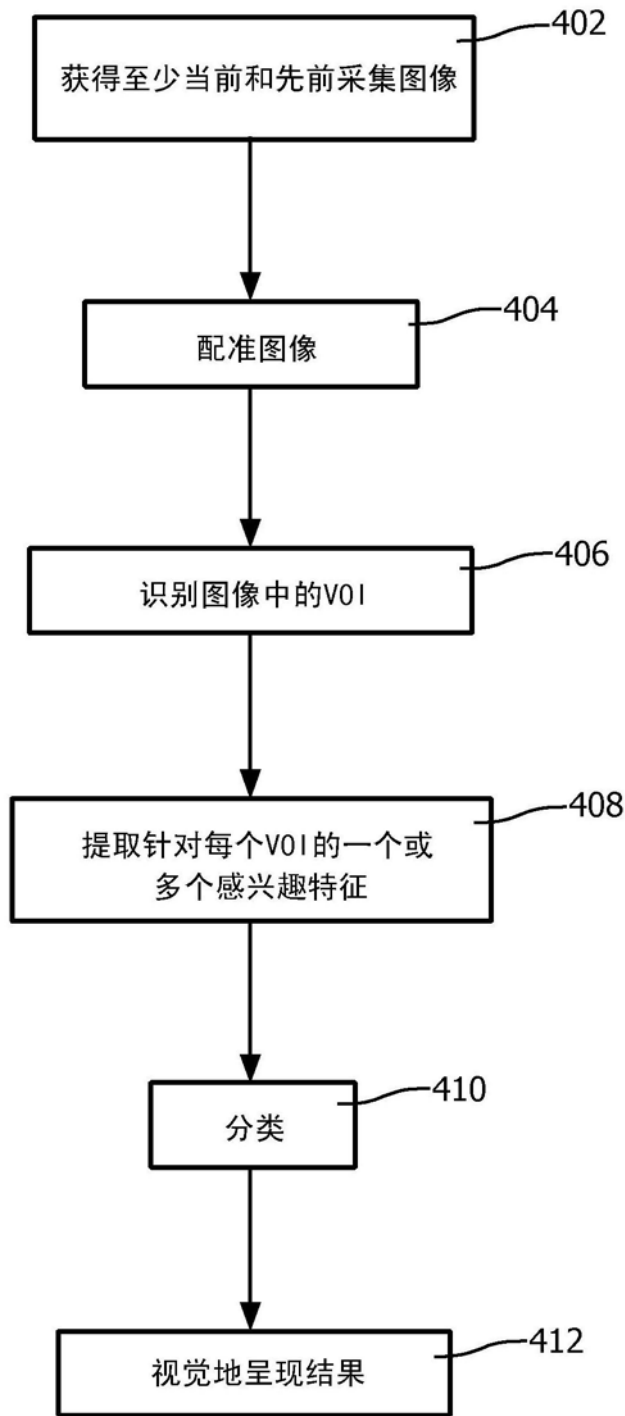 402
获得至少当前和先前采集图像
404
配准图像
406
识别图像中的VOI
408
提取针对每个VOI的一个或
多个感兴趣特征
410
分类
412
视觉地呈现结果